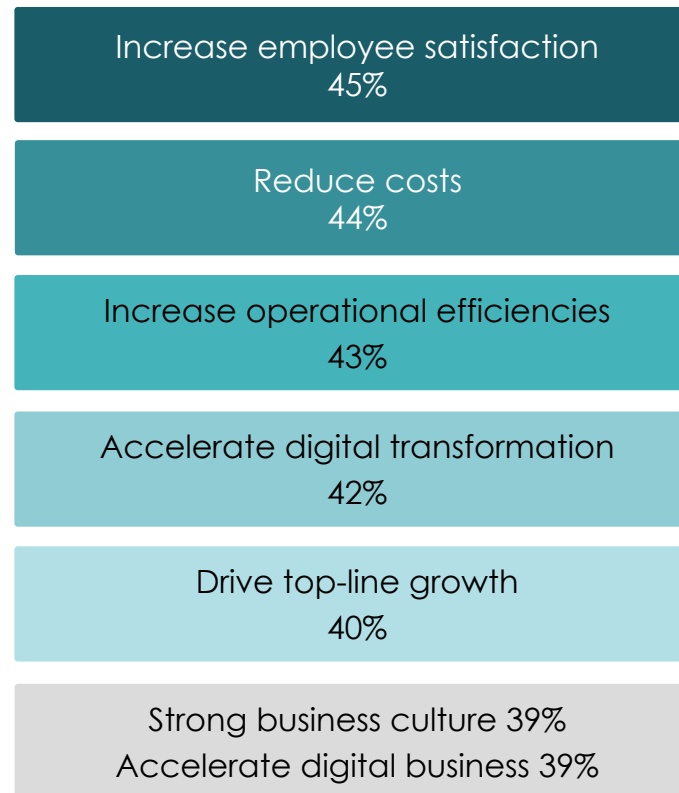 Increase employee satisfaction
45%
Reduce costs
44%
Increase operational efficiencies
43%
Accelerate digital transformation
42%
Drive top-line growth
40%
Strong business culture 39%
Accelerate digital business 39%